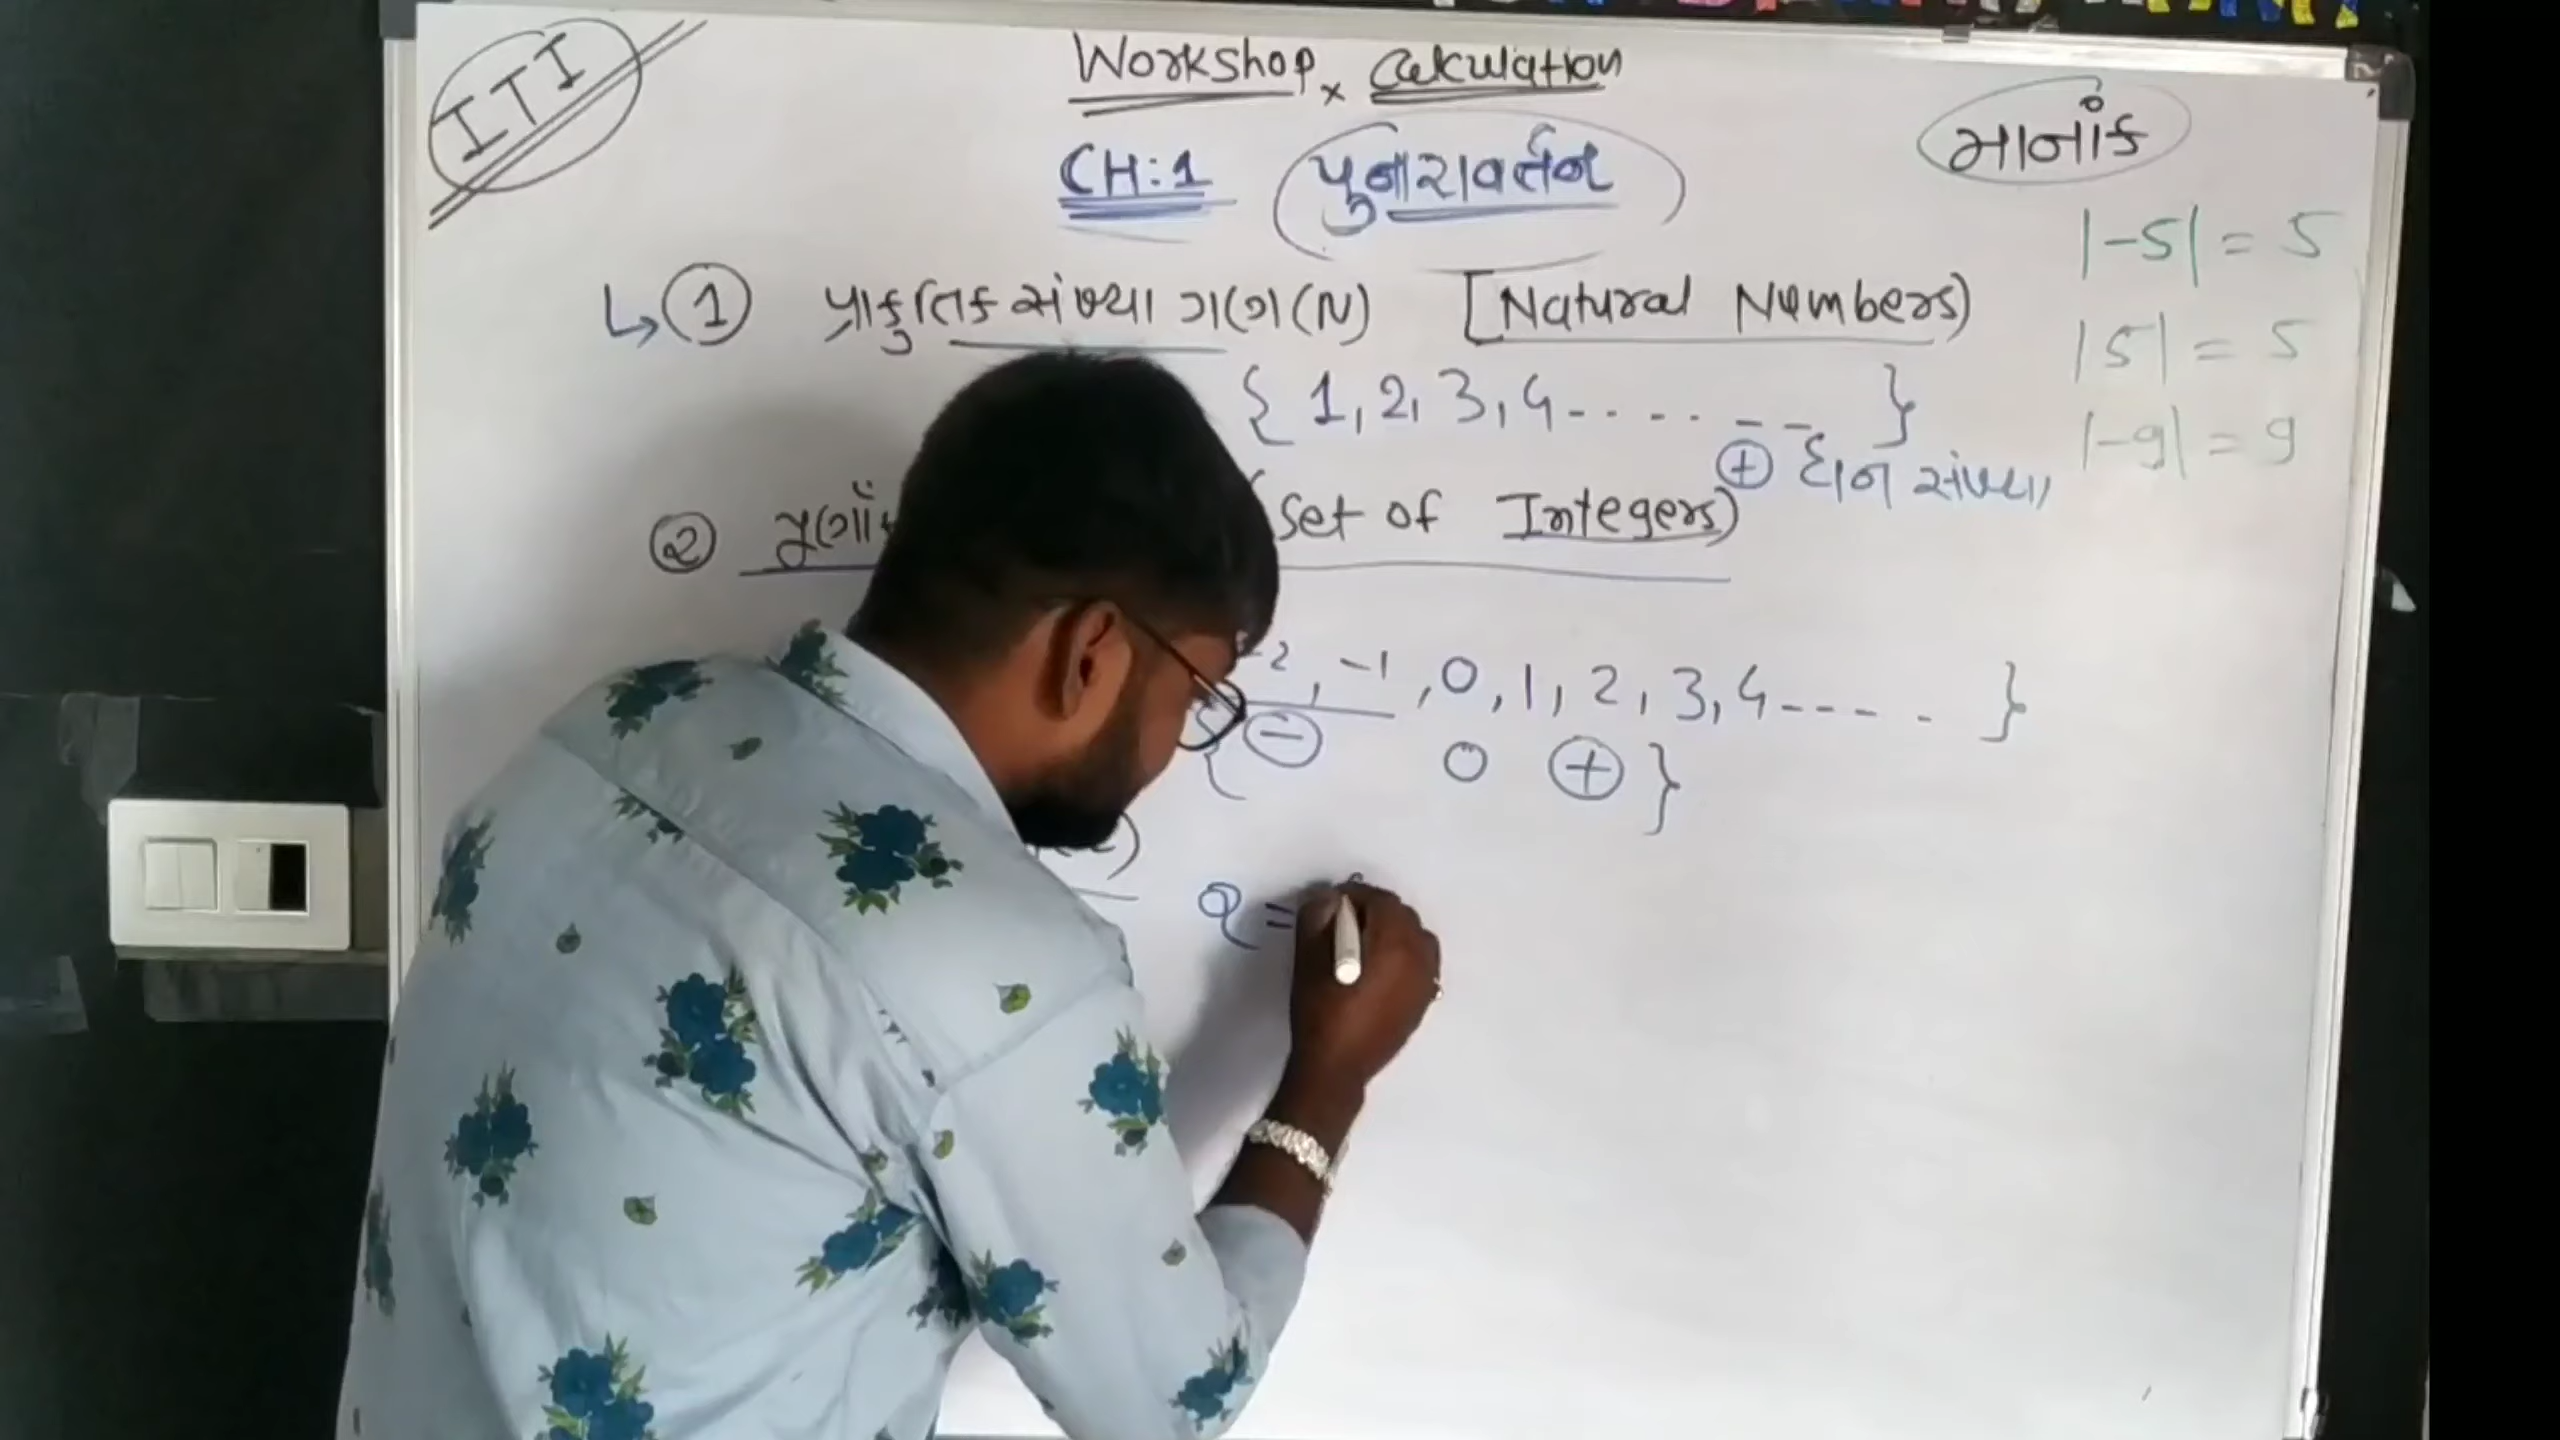 ITI
Workshop Calculation
CH:1 પુનરાવર્તન
માનાંક
|-5| = 5
|5| = 5
|-9| = 9
① પ્રાકૃતિક સંખ્યા ગણ (N) [Natural Numbers)
{ 1, 2, 3, 4 - - - - - - - }
⊕ ધન સંખ્યા
② (Set of Integers)
-2, -1, 0, 1, 2, 3, 4 - - - - - }
{ ⊖ 0 ⊕ }
Q =